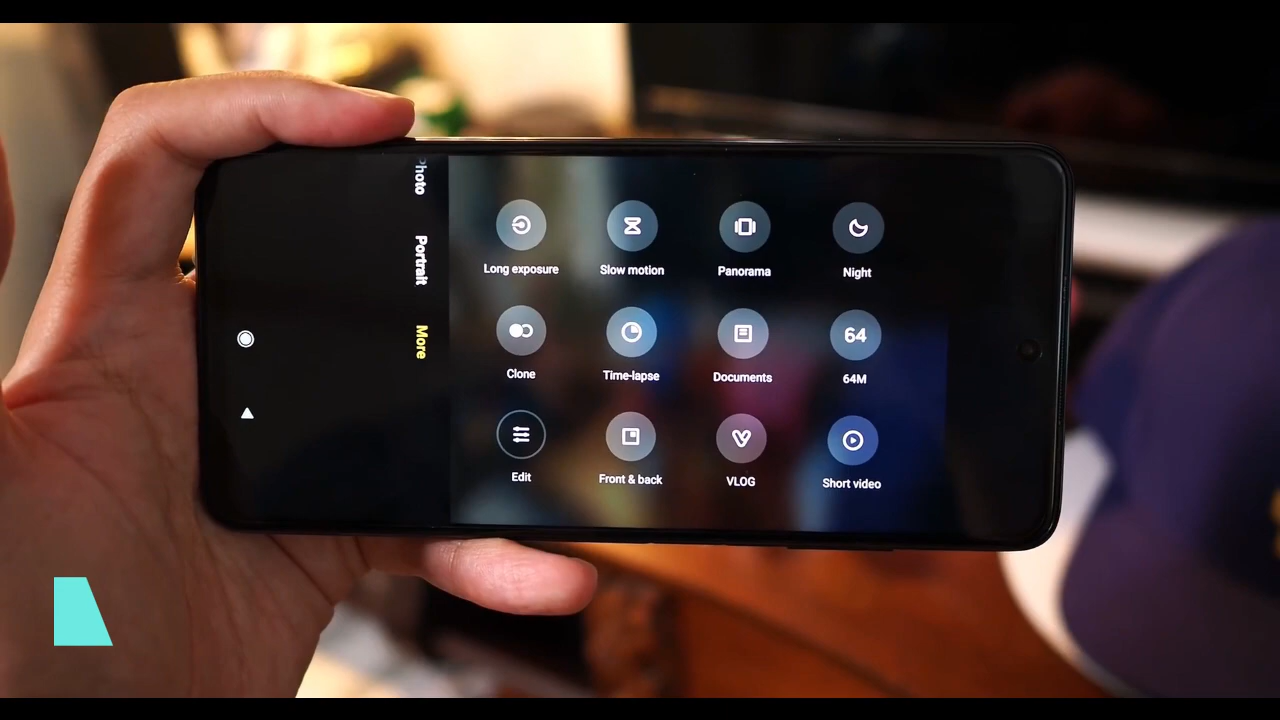 Photo
Portrait
More
Long exposure
Slow motion
Panorama
Night
Clone
Time-lapse
Documents
64
64M
Edit
Front & back
VLOG
Short video